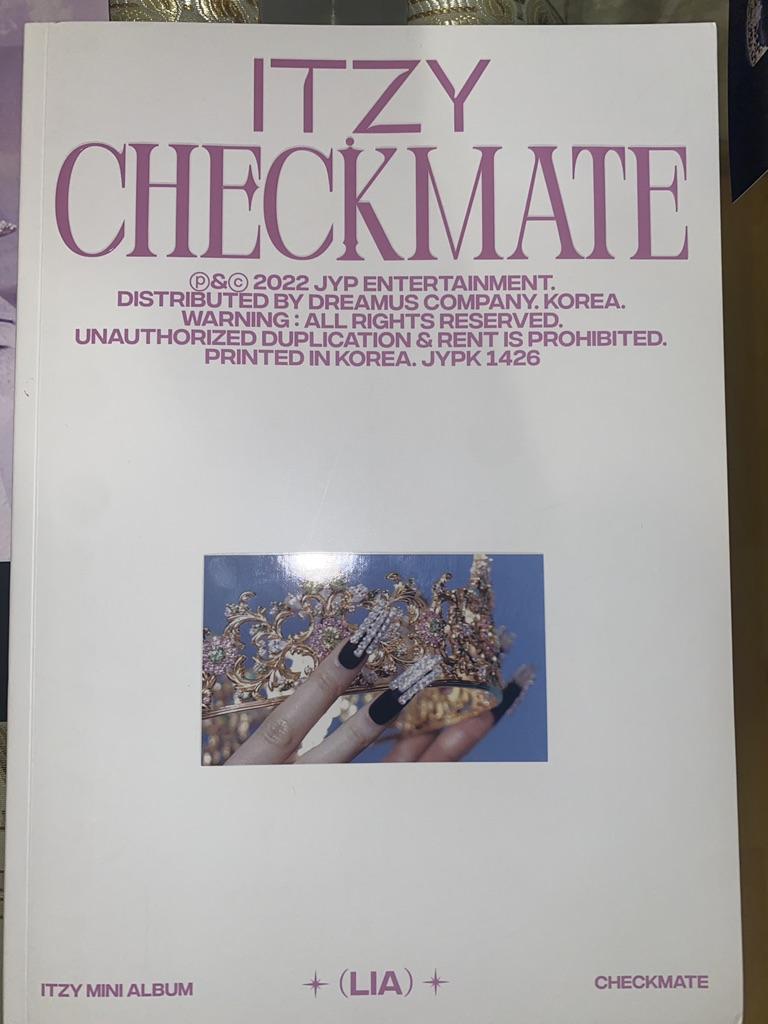 ITZY
CHECKMATE
Ⓟ&ⓒ 2022 JYP ENTERTAINMENT.
DISTRIBUTED BY DREAMUS COMPANY. KOREA.
WARNING : ALL RIGHTS RESERVED.
UNAUTHORIZED DUPLICATION & RENT IS PROHIBITED.
PRINTED IN KOREA. JYPK 1426
ITZY MINI ALBUM
(LIA)
CHECKMATE